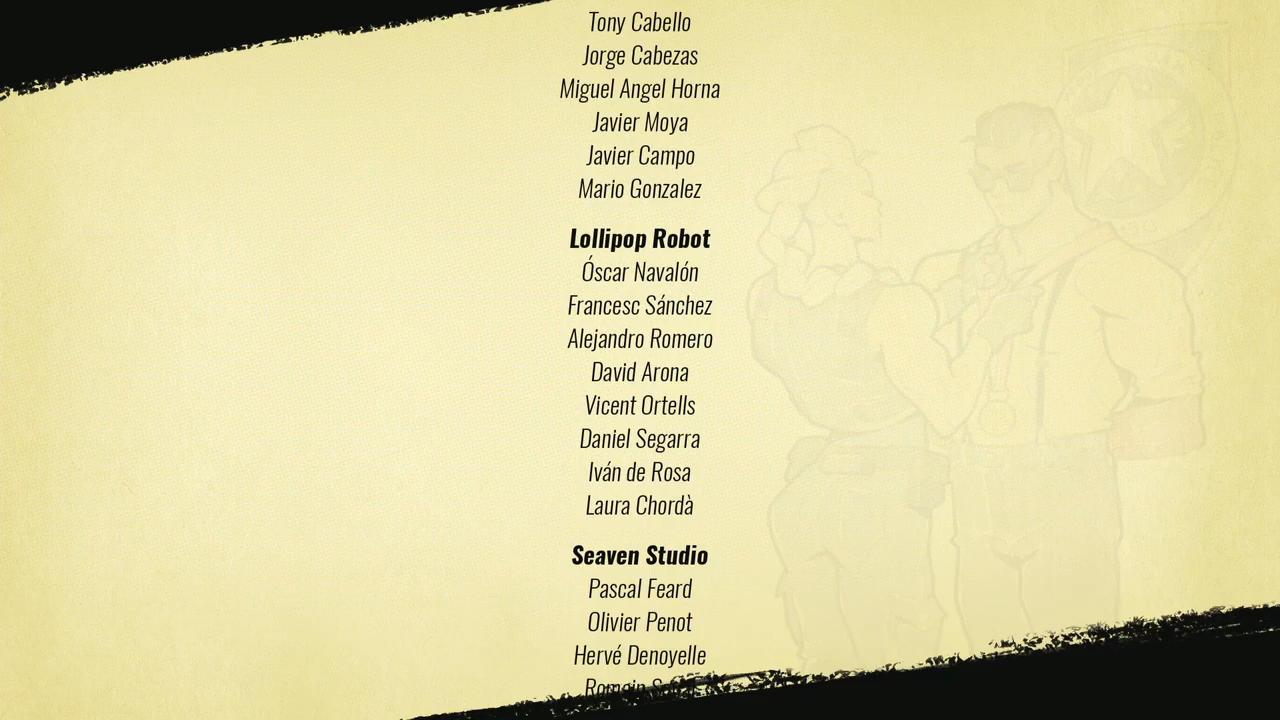 Tony Cabello
Jorge Cabezas
Miguel Angel Horna
Javier Moya
Javier Campo
Mario Gonzalez
Lollipop Robot
Óscar Navalón
Francesc Sánchez
Alejandro Romero
David Arona
Vicent Ortells
Daniel Segarra
Iván de Rosa
Laura Chordà
Seaven Studio
Pascal Feard
Olivier Penot
Hervé Denoyelle
Romain